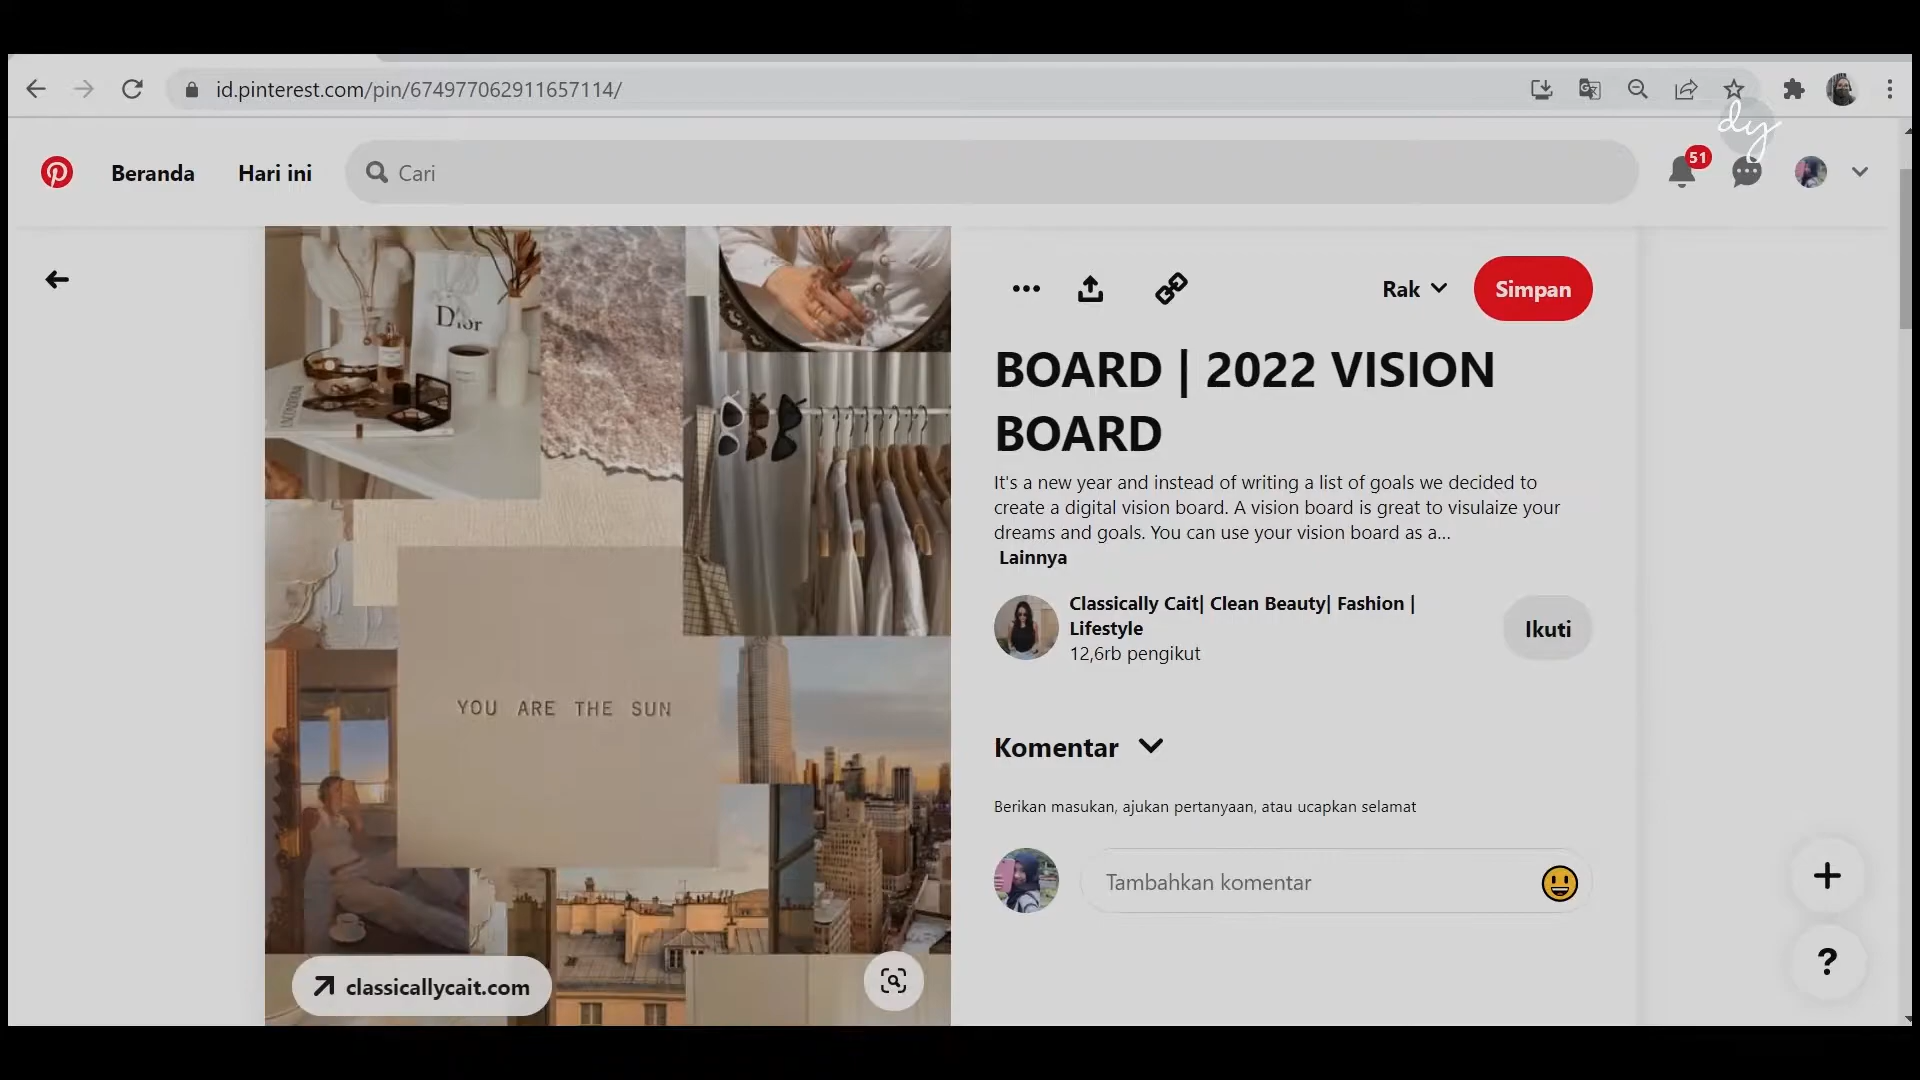 id.pinterest.com/pin/674977062911657114/
dy
Beranda
Hari ini
Cari
51
Dior
Rak
Simpan
BOARD | 2022 VISION
BOARD
It's a new year and instead of writing a list of goals we decided to
create a digital vision board. A vision board is great to visulaize your
dreams and goals. You can use your vision board as a...
Lainnya
Classically Cait| Clean Beauty| Fashion |
Lifestyle
12,6rb pengikut
Ikuti
YOU ARE THE SUN
Komentar
Berikan masukan, ajukan pertanyaan, atau ucapkan selamat
Tambahkan komentar
classicallycait.com
?